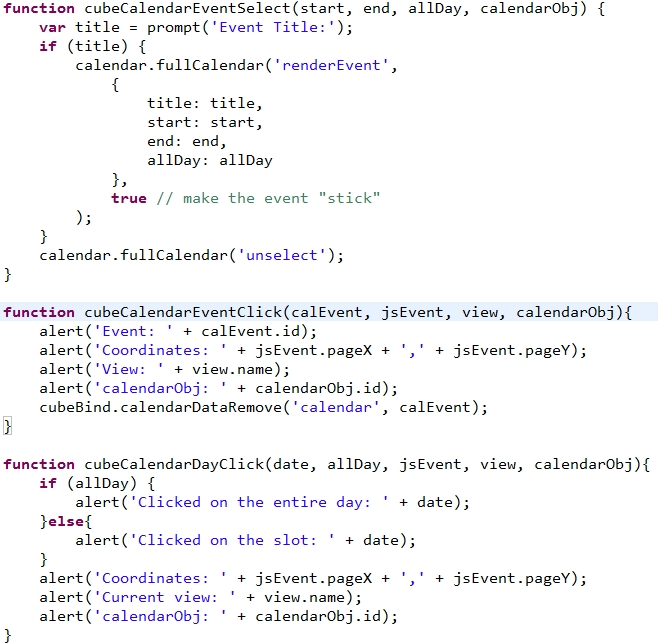 function cubeCalendarEventSelect(start, end, allDay, calendarObj) {
    var title = prompt('Event Title:');
    if (title) {
        calendar.fullCalendar('renderEvent',
            {
                title: title,
                start: start,
                end: end,
                allDay: allDay
            },
            true // make the event "stick"
        );
    }
    calendar.fullCalendar('unselect');
}

function cubeCalendarEventClick(calEvent, jsEvent, view, calendarObj){
    alert('Event: ' + calEvent.id);
    alert('Coordinates: ' + jsEvent.pageX + ',' + jsEvent.pageY);
    alert('View: ' + view.name);
    alert('calendarObj: ' + calendarObj.id);
    cubeBind.calendarDataRemove('calendar', calEvent);
}

function cubeCalendarDayClick(date, allDay, jsEvent, view, calendarObj){
    if (allDay) {
        alert('Clicked on the entire day: ' + date);
    }else{
        alert('Clicked on the slot: ' + date);
    }
    alert('Coordinates: ' + jsEvent.pageX + ',' + jsEvent.pageY);
    alert('Current view: ' + view.name);
    alert('calendarObj: ' + calendarObj.id);
}